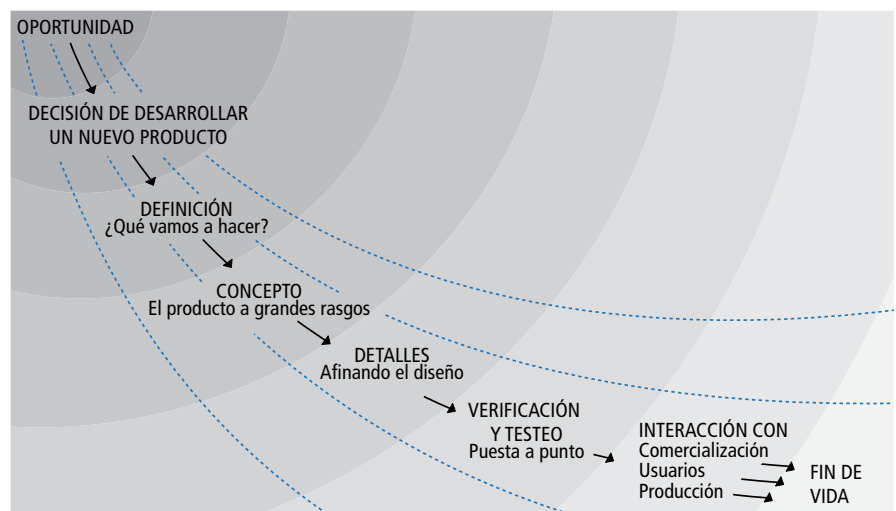 OPORTUNIDAD
DECISIÓN DE DESARROLLAR
UN NUEVO PRODUCTO
DEFINICIÓN
¿Qué vamos a hacer?
CONCEPTO
El producto a grandes rasgos
DETALLES
Afinando el diseño
VERIFICACIÓN
Y TESTEO
Puesta a punto
INTERACCIÓN CON
Comercialización
Usuarios
Producción
FIN DE
VIDA